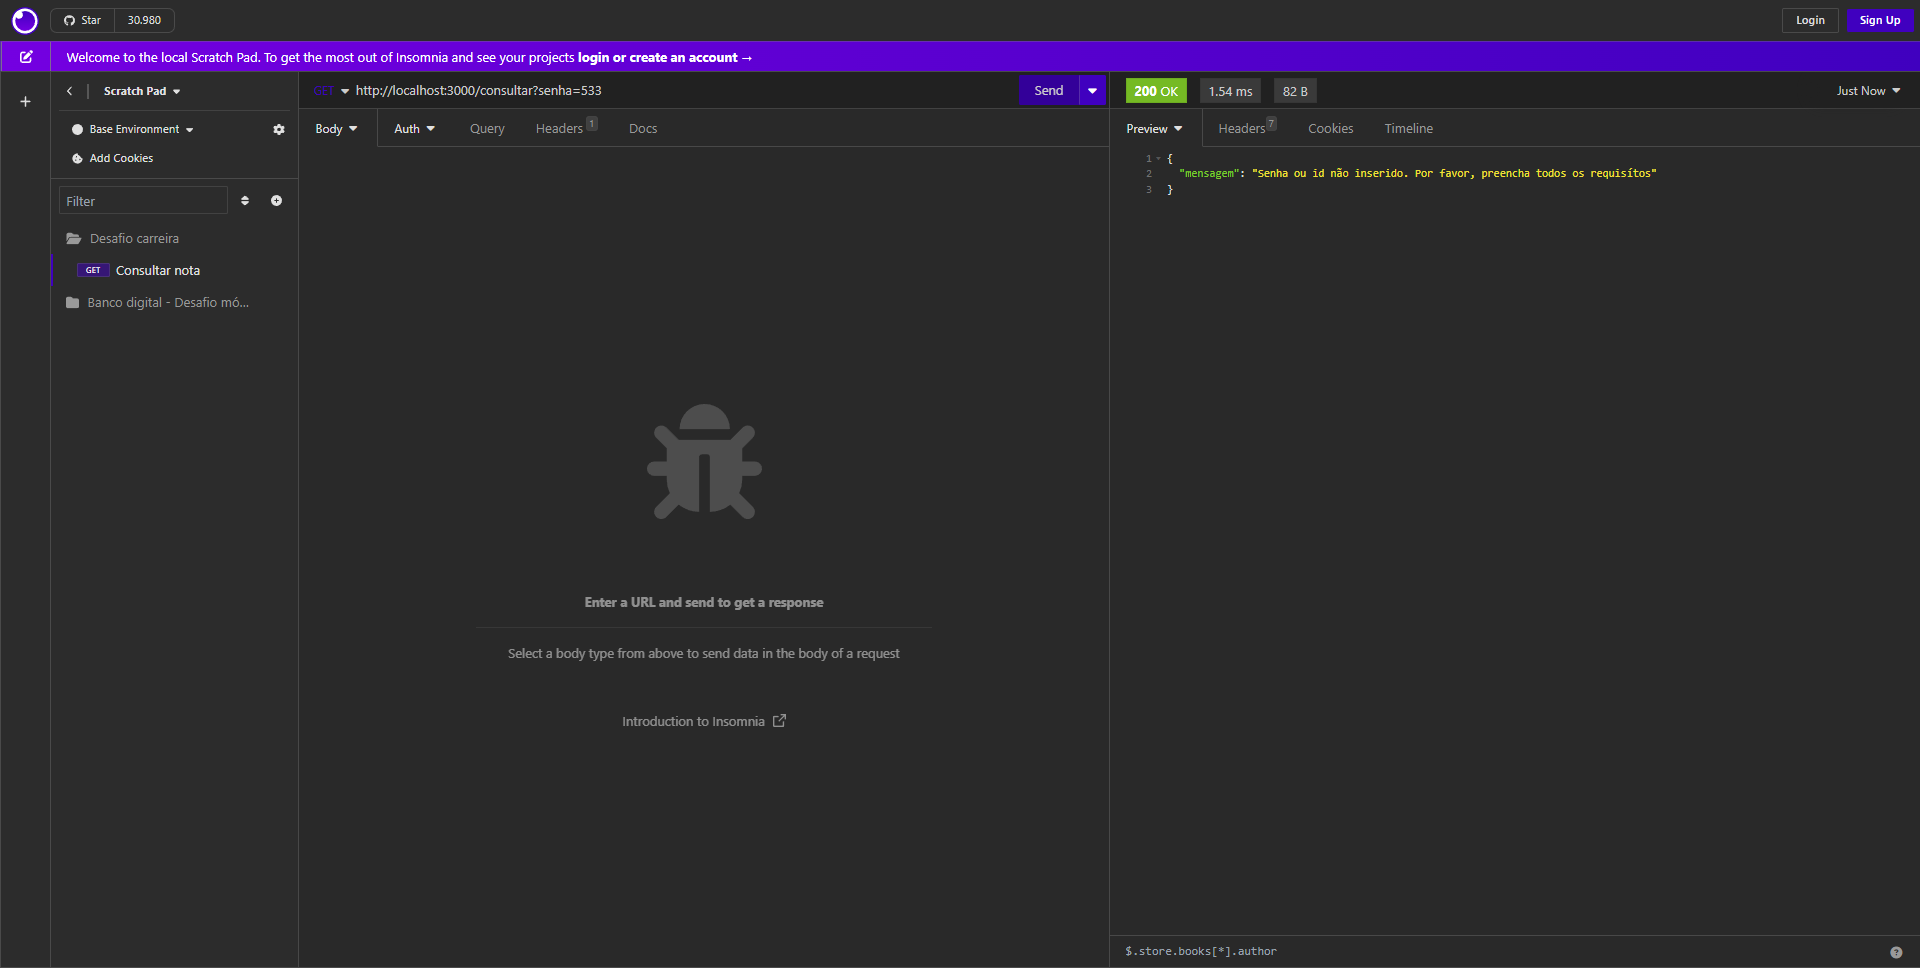 Star 30.980 Login Sign Up
Welcome to the local Scratch Pad. To get the most out of Insomnia and see your projects login or create an account →
Scratch Pad
Base Environment
Add Cookies
Filter
Desafio carreira
GET Consultar nota
Banco digital - Desafio mó...
GET http://localhost:3000/consultar?senha=533 Send
Body Auth Query Headers 1 Docs
Enter a URL and send to get a response
Select a body type from above to send data in the body of a request
Introduction to Insomnia
200 OK 1.54 ms 82 B Just Now
Preview Headers 7 Cookies Timeline
1 {
2 "mensagem": "Senha ou id não inserido. Por favor, preencha todos os requisítos"
3 }
$.store.books[*].author